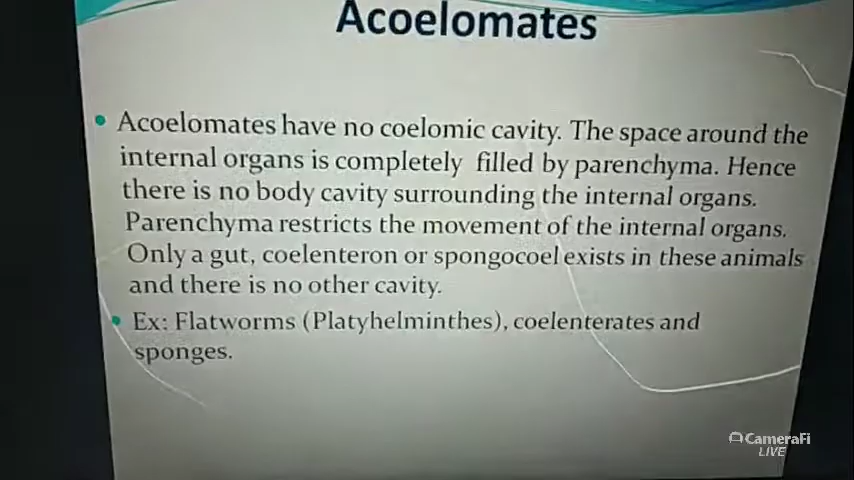 Acoelomates
Acoelomates have no coelomic cavity. The space around the
internal organs is completely filled by parenchyma. Hence
there is no body cavity surrounding the internal organs.
Parenchyma restricts the movement of the internal organs.
Only a gut, coelenteron or spongocoel exists in these animals
and there is no other cavity.
Ex: Flatworms (Platyhelminthes), coelenterates and
sponges.
CameraFi
LIVE